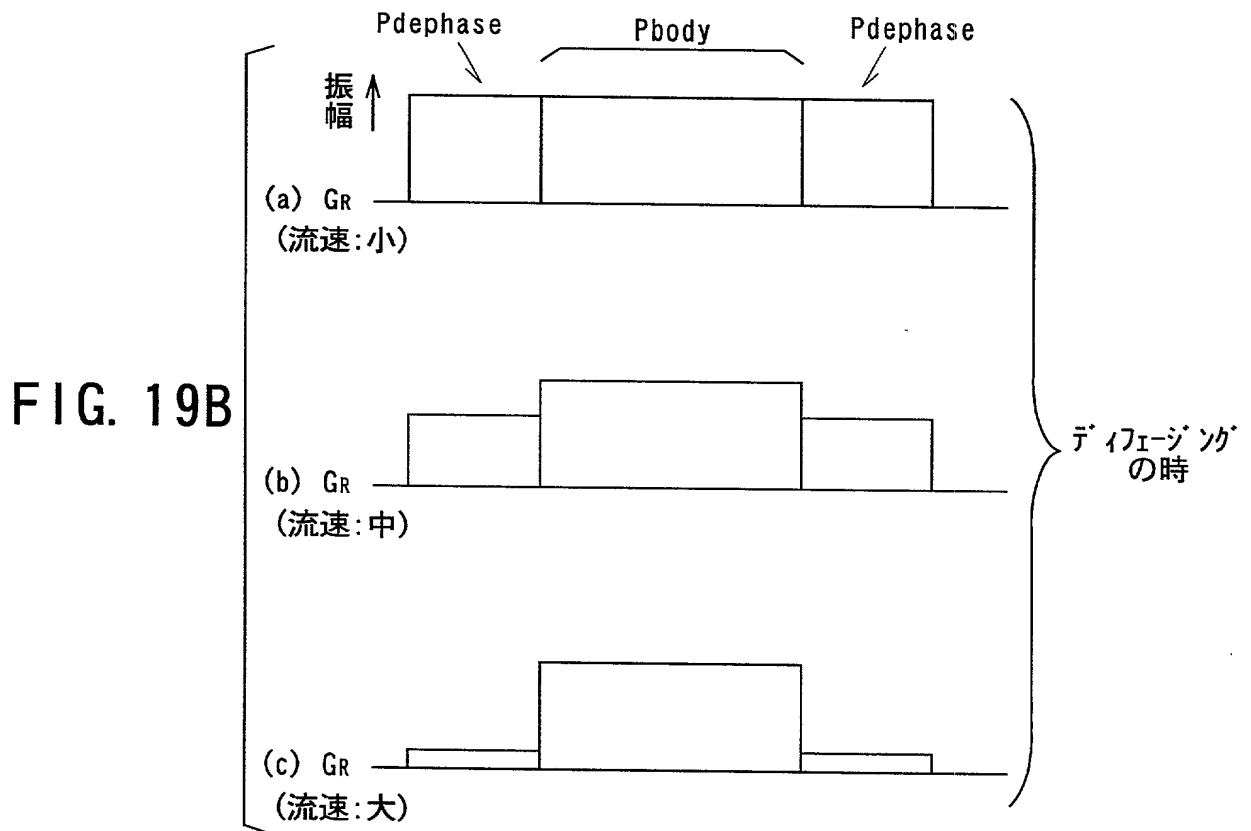 Pdephase
Pbody
Pdephase
振幅
(a) GR
(流速:小)
FIG. 19B
(b) GR
(流速:中)
ディフェージング
の時
(c) GR
(流速:大)